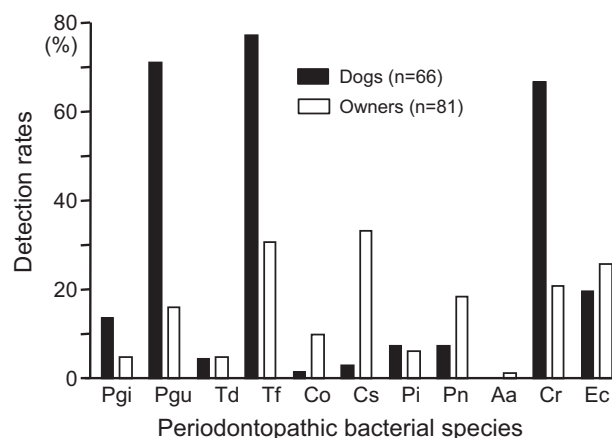 80
(%)
60
40
20
0
Detection rates
Dogs (n=66)
Owners (n=81)
Pgi Pgu Td Tf Co Cs Pi Pn Aa Cr Ec
Periodontopathic bacterial species